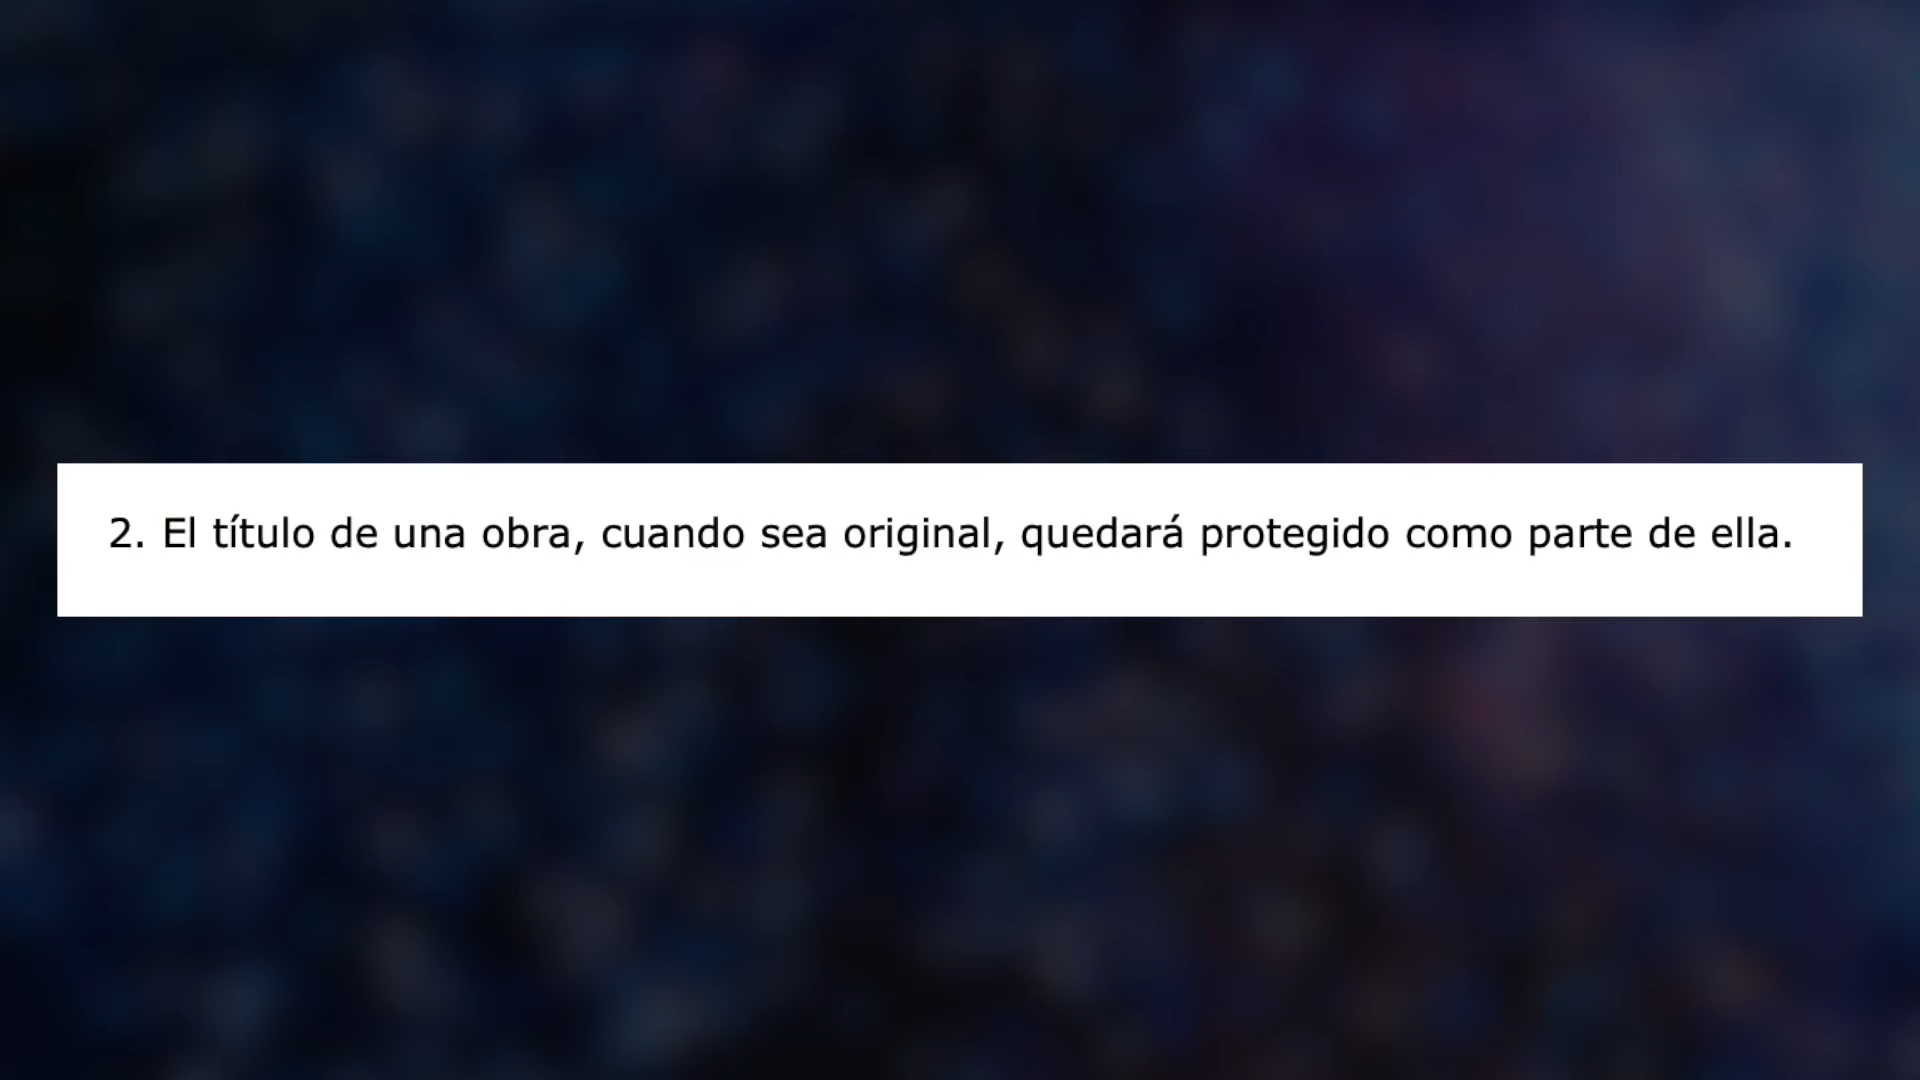 2. El título de una obra, cuando sea original, quedará protegido como parte de ella.